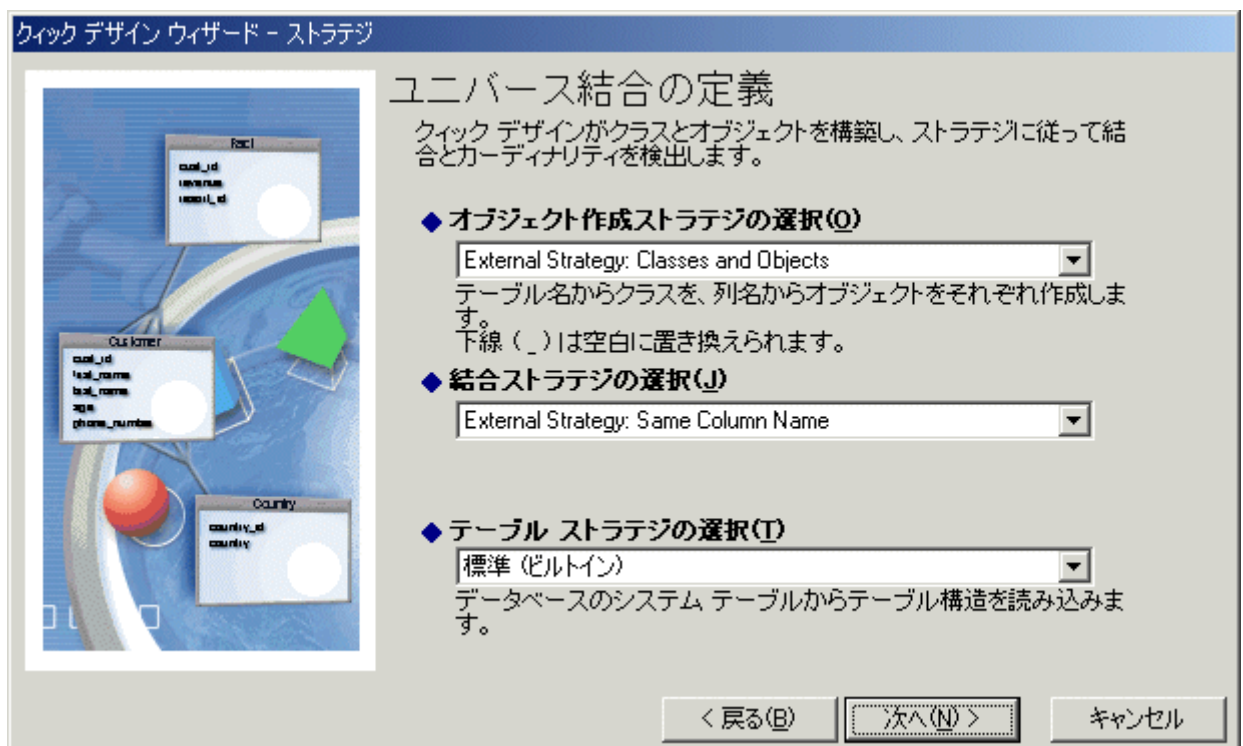 クィック デザイン ウィザード - ストラテジ
ユニバース結合の定義
クィック デザインがクラスとオブジェクトを構築し、ストラテジに従って結
合とカーディナリティを検出します。
◆ オブジェクト作成ストラテジの選択(O)
External Strategy: Classes and Objects
テーブル名からクラスを、列名からオブジェクトをそれぞれ作成しま
す。
下線 ( _ )は空白に置き換えられます。
◆ 結合ストラテジの選択(J)
External Strategy: Same Column Name
◆ テーブル ストラテジの選択(T)
標準 (ビルトイン)
データベースのシステム テーブルからテーブル構造を読み込みま
す。
< 戻る(B)
次へ(N) >
キャンセル
cust_id
revenue
Customer
cust_id
last_name
age
phone_number
Country
country_id
country